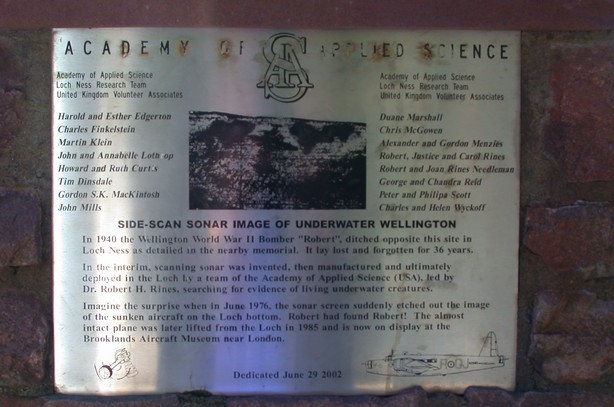 ACADEMY OF APPLIED SCIENCE
Academy of Applied Science
Loch Ness Research Team
United Kingdom Volunteer Associates
Harold and Esther Edgerton
Charles Finkelstein
Martin Klein
John and Annabelle Loth op
Howard and Ruth Curt.s
Tim Dinsdale
Gordon S.K. MacKintosh
John Mills
Academy of Applied Science
Loch Ness Research Team
United Kingdom Volunteer Associates
Duane Marshall
Chris McGowen
Alexander and Gordon Menzies
Robert, Justice and Carol Rines
Robert and Joan Rines Needleman
George and Chandra Reid
Peter and Philipa Scott
Charles and Helen Wyckoff
SIDE-SCAN SONAR IMAGE OF UNDERWATER WELLINGTON
In 1940 the Wellington World War II Bomber "Robert", ditched opposite this site in
Loch Ness as detailed in the nearby memorial. It lay lost and forgotten for 36 years.
In the interim, scanning sonar was invented, then manufactured and ultimately
deployed in the Loch by a team of the Academy of Applied Science (USA), led by
Dr. Robert H. Rines, searching for evidence of living underwater creatures.
Imagine the surprise when in June 1976, the sonar screen suddenly etched out the image
of the sunken aircraft on the Loch bottom. Robert had found Robert! The almost
intact plane was later lifted from the Loch in 1985 and is now on display at the
Brooklands Aircraft Museum near London.
Dedicated June 29 2002